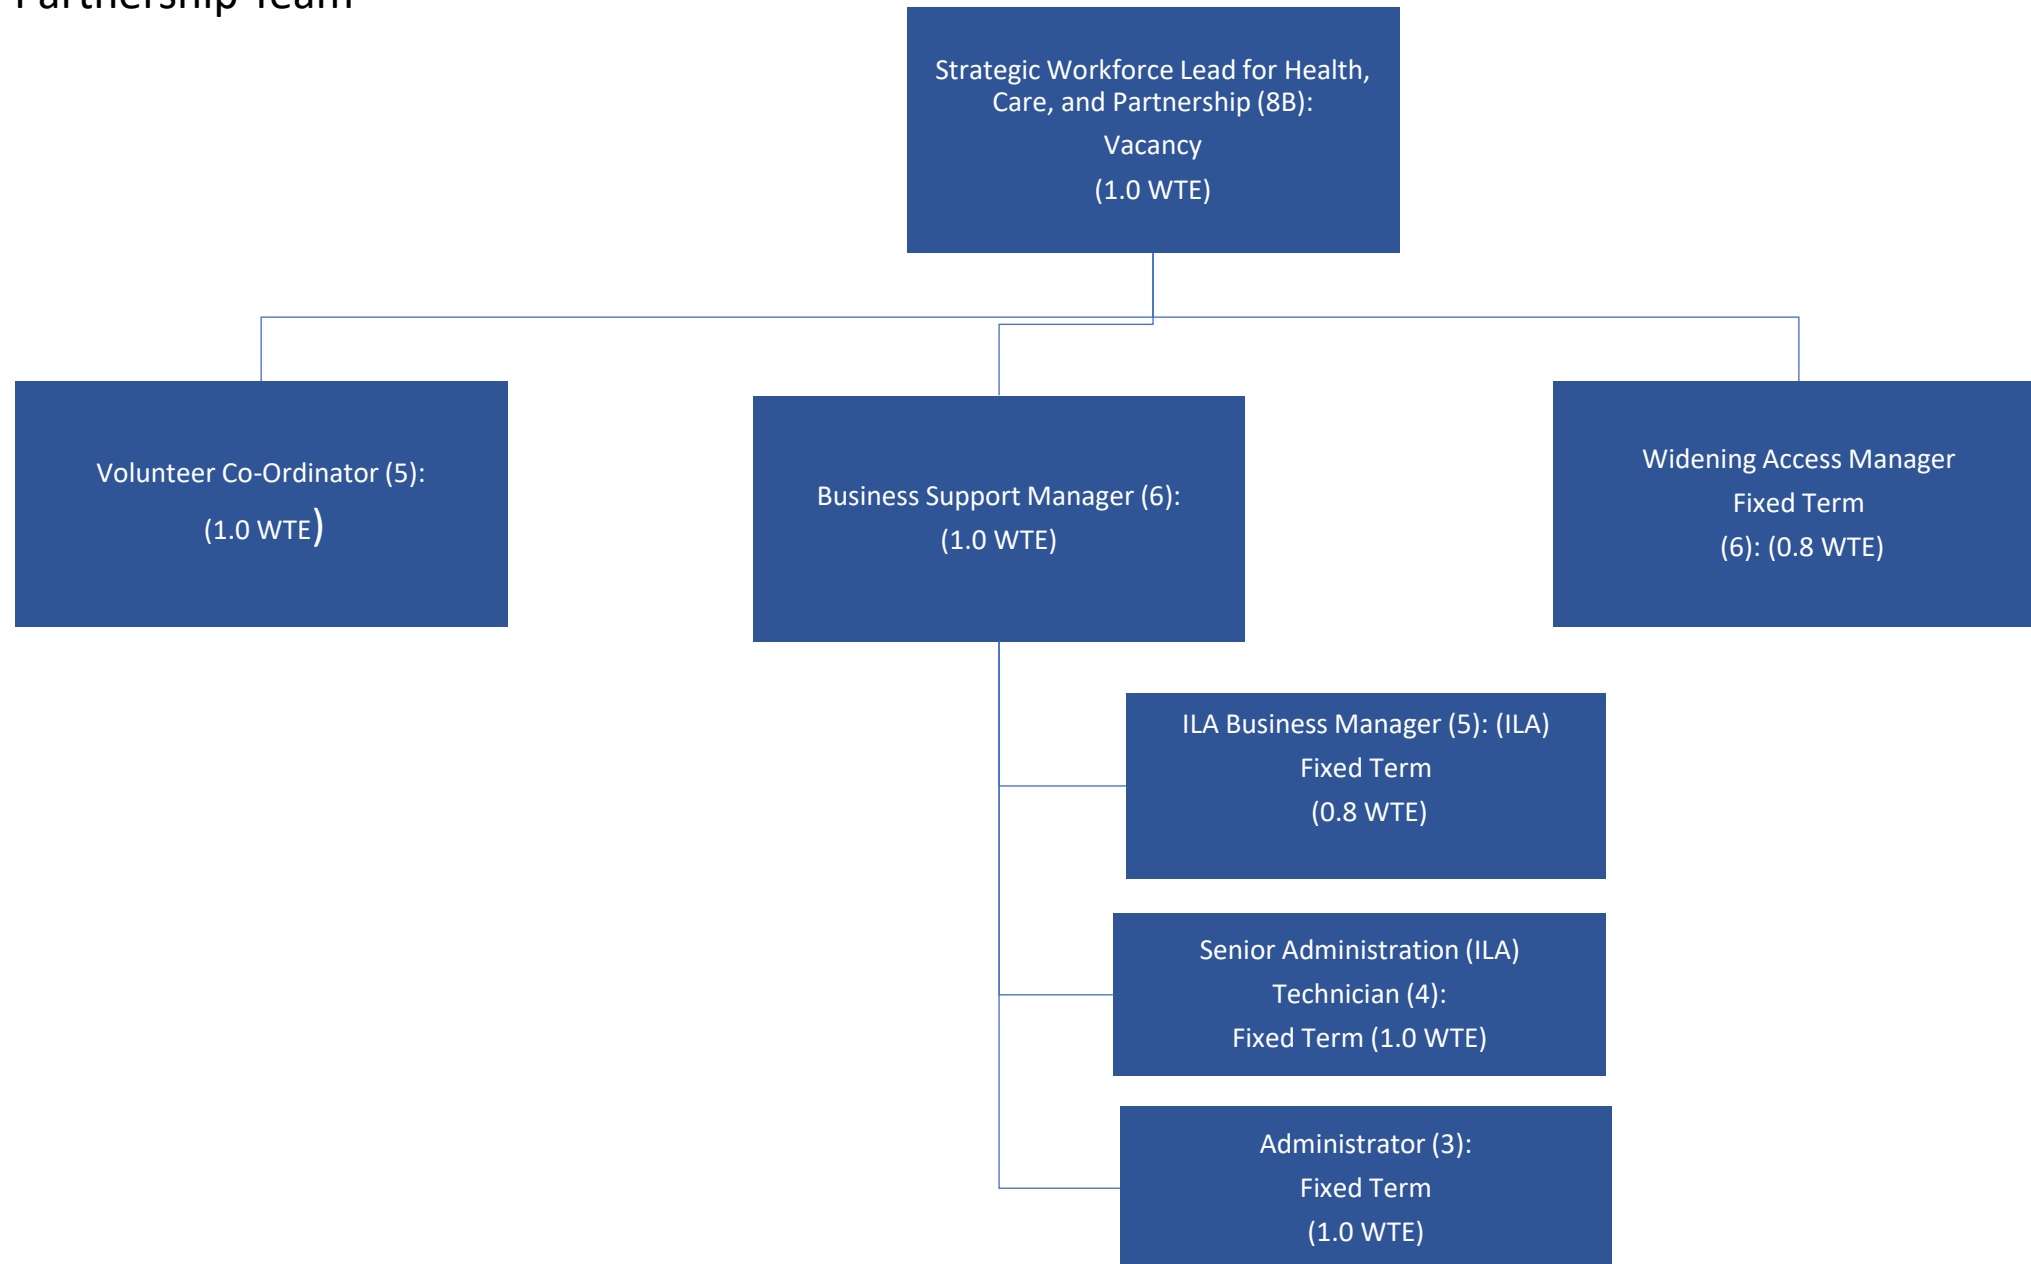 Partnership Team
Strategic Workforce Lead for Health,
Care, and Partnership (8B):
Vacancy
(1.0 WTE)
Volunteer Co-Ordinator (5):
(1.0 WTE)
Business Support Manager (6):
(1.0 WTE)
Widening Access Manager
Fixed Term
(6): (0.8 WTE)
ILA Business Manager (5): (ILA)
Fixed Term
(0.8 WTE)
Senior Administration (ILA)
Technician (4):
Fixed Term (1.0 WTE)
Administrator (3):
Fixed Term
(1.0 WTE)